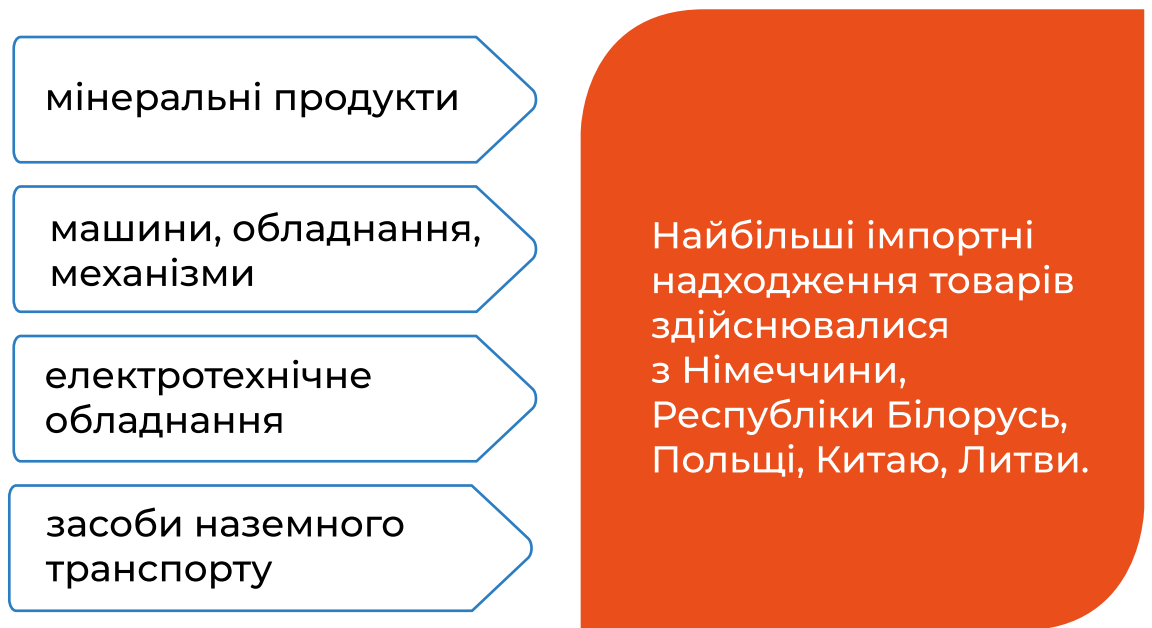 мінеральні продукти
машини, обладнання,
механізми
електротехнічне
обладнання
засоби наземного
транспорту
Найбільші імпортні
надходження товарів
здійснювалися
з Німеччини,
Республіки Білорусь,
Польщі, Китаю, Литви.